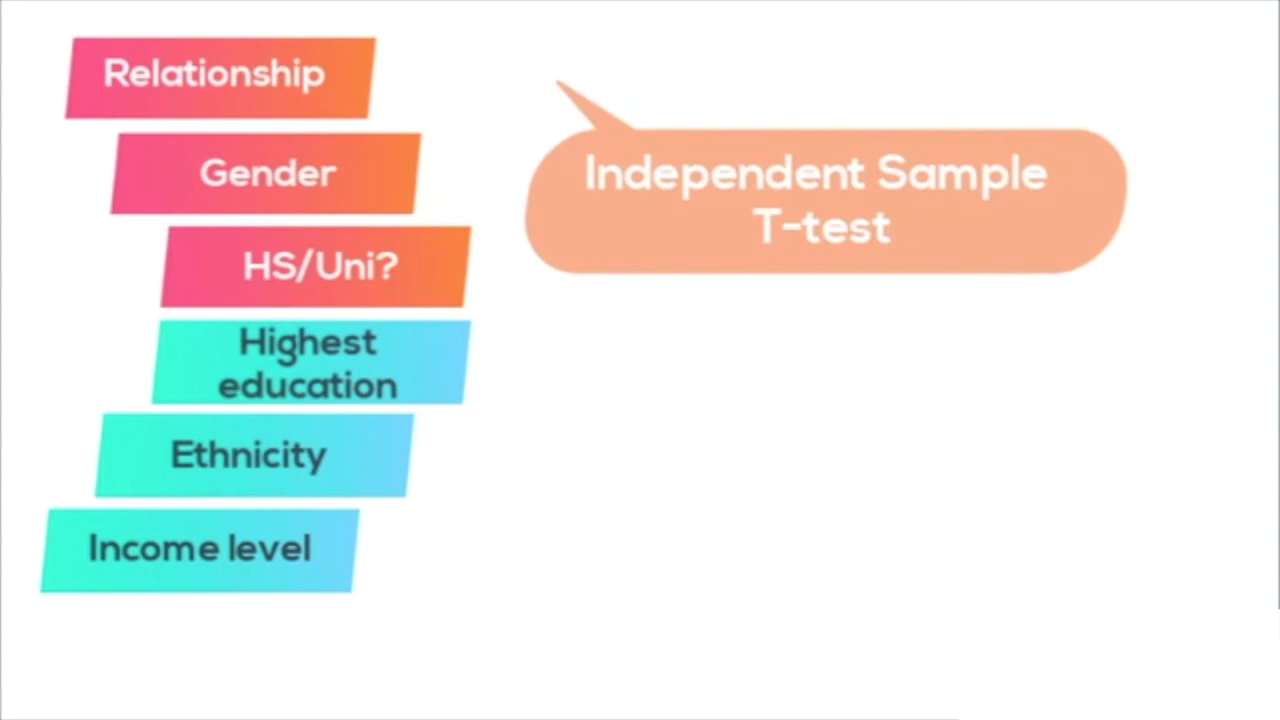 Relationship
Gender
HS/Uni?
Highest
education
Ethnicity
Income level
Independent Sample
T-test